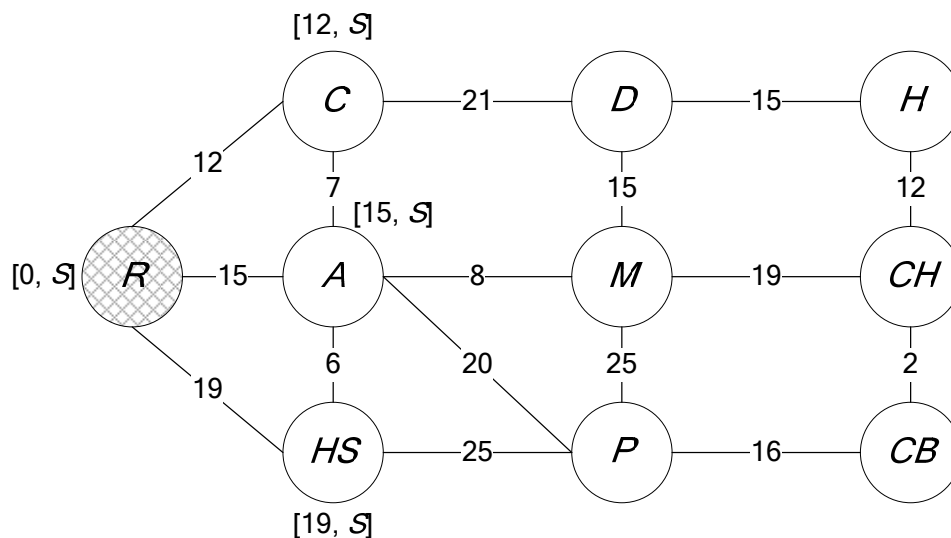 [12, S]
C 21 D 15 H
12 7 15 12
[15, S]
[0, S] R 15 A 8 M 19 CH
19 6 20 25 2
HS 25 P 16 CB
[19, S]